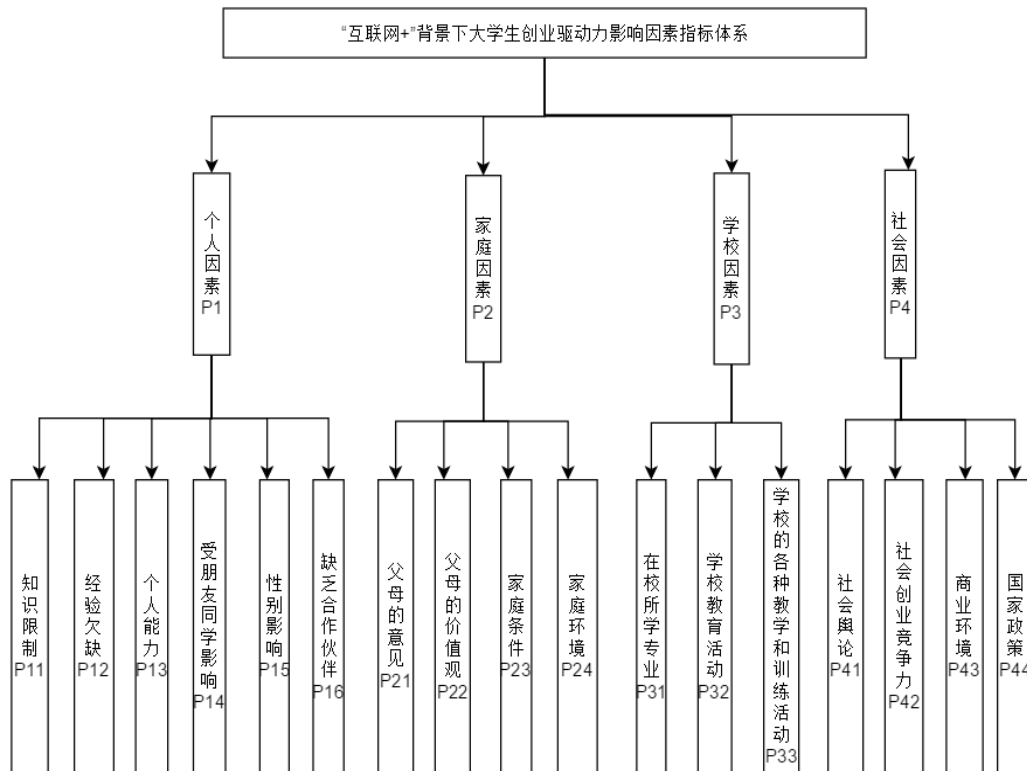 “互联网+”背景下大学生创业驱动力影响因素指标体系
个人因素P1
家庭因素P2
学校因素P3
社会因素P4
知识限制P11
经验欠缺P12
个人能力P13
受朋友同学影响P14
性别影响P15
缺乏合作伙伴P16
父母的意见P21
父母的价值观P22
家庭条件P23
家庭环境P24
在校所学专业P31
学校教育活动P32
学校的各种教学和训练活动P33
社会舆论P41
社会创业竞争力P42
商业环境P43
国家政策P44